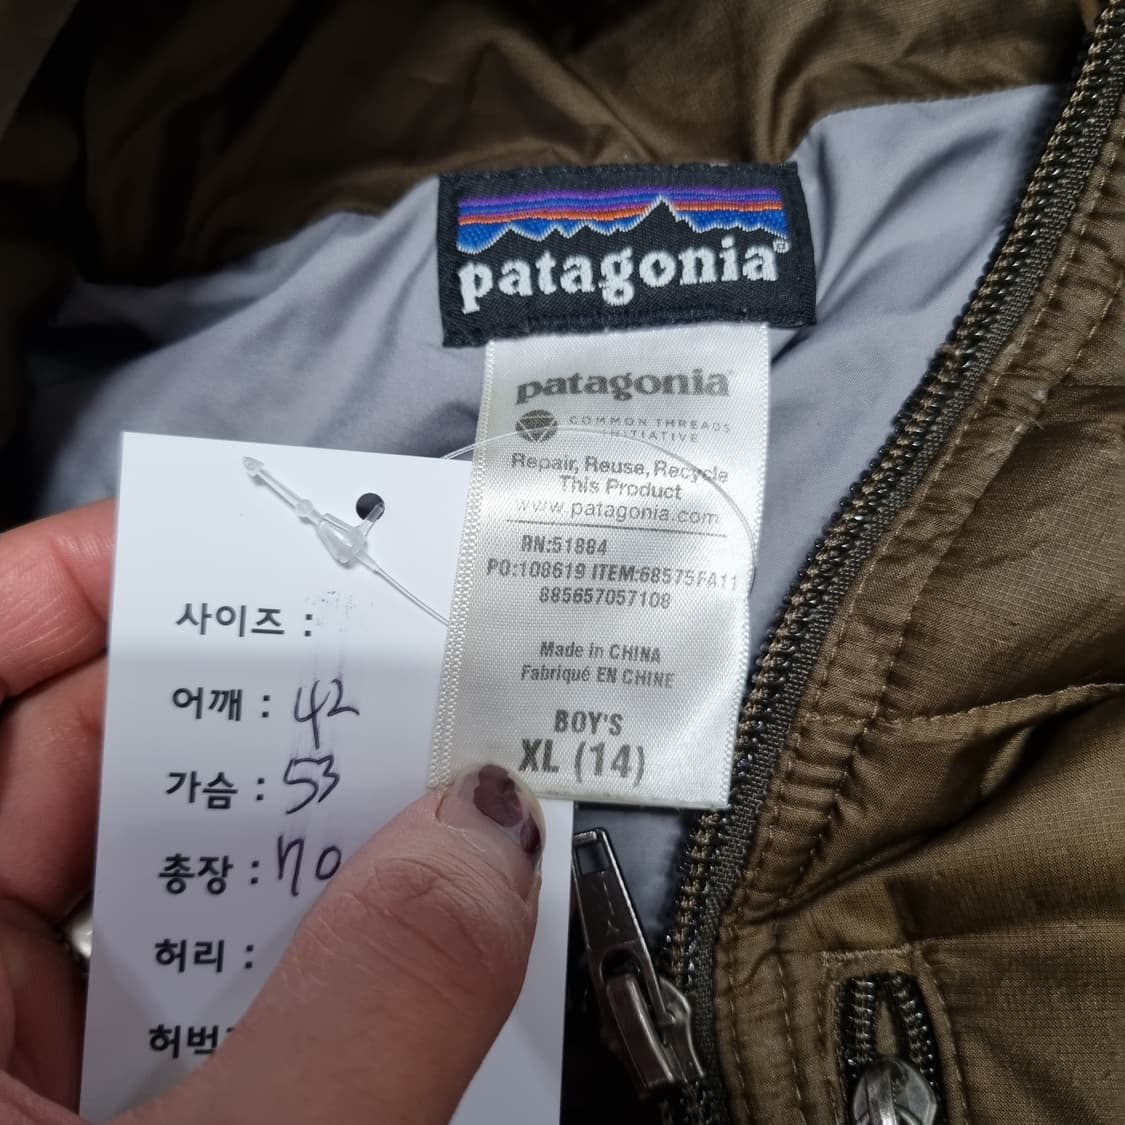 patagonia®
patagonia®
COMMON THREADS
INITIATIVE
Repair, Reuse, Recycle
This Product
www.patagonia.com
RN:51884
PO:108619 ITEM:68575FA11
885657057108
Made in CHINA
Fabriqué EN CHINE
BOY'S
XL (14)
사이즈 :
어깨 : 42
가슴 : 53
총장 : 70
허리 :
허벅